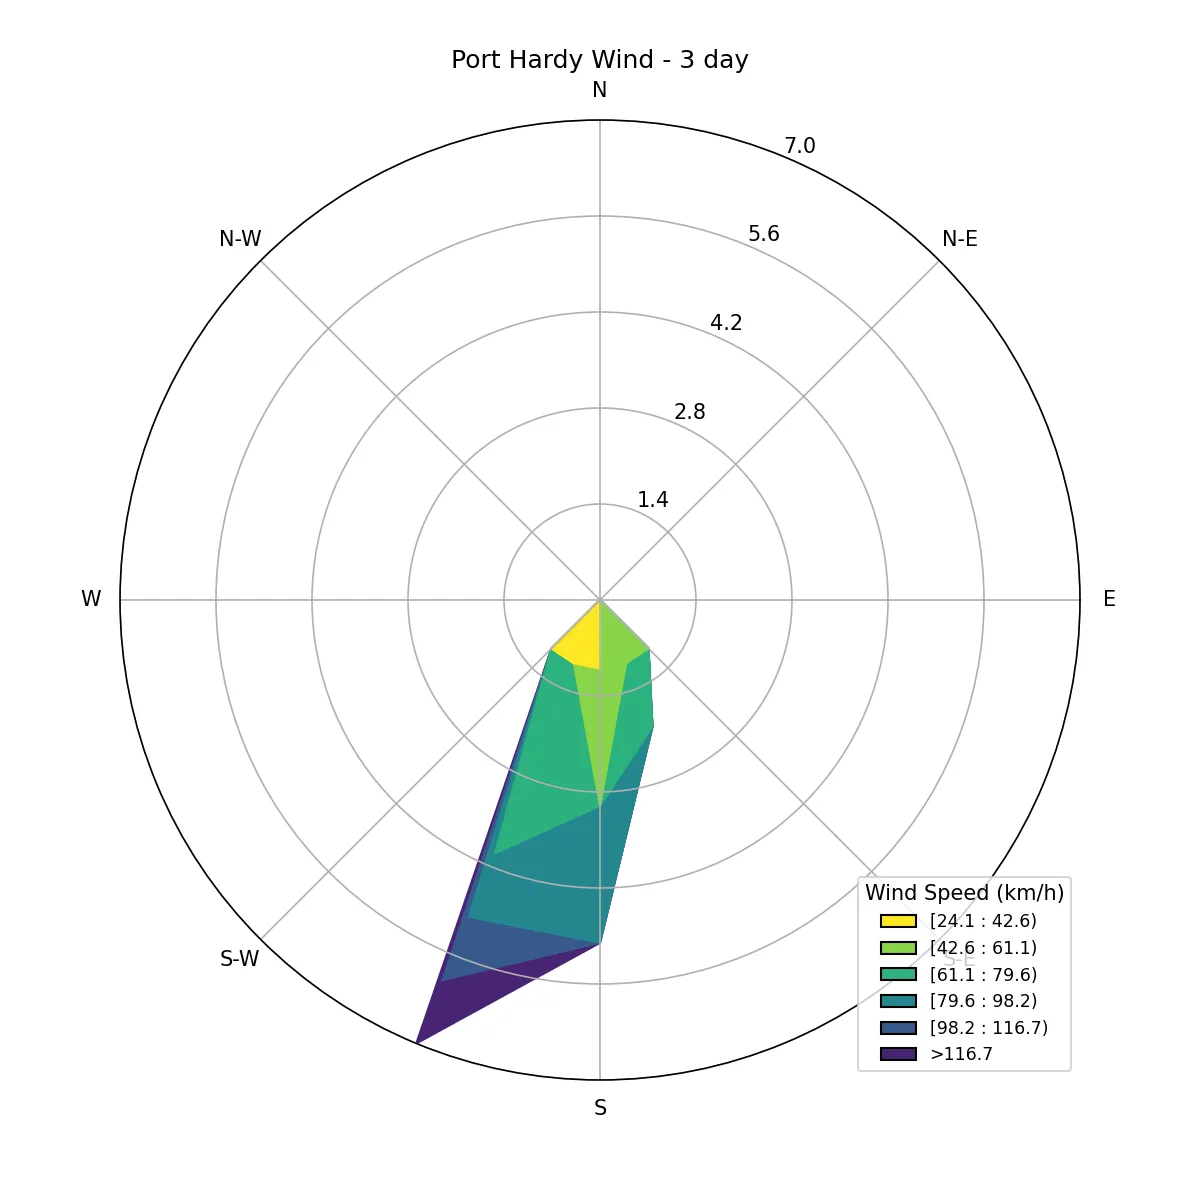 Port Hardy Wind - 3 day
N
7.0
N-W
5.6
N-E
4.2
2.8
1.4
W
E
Wind Speed (km/h)
[24.1 : 42.6)
[42.6 : 61.1)
S-W
S-E
[61.1 : 79.6)
[79.6 : 98.2)
[98.2 : 116.7)
>116.7
S